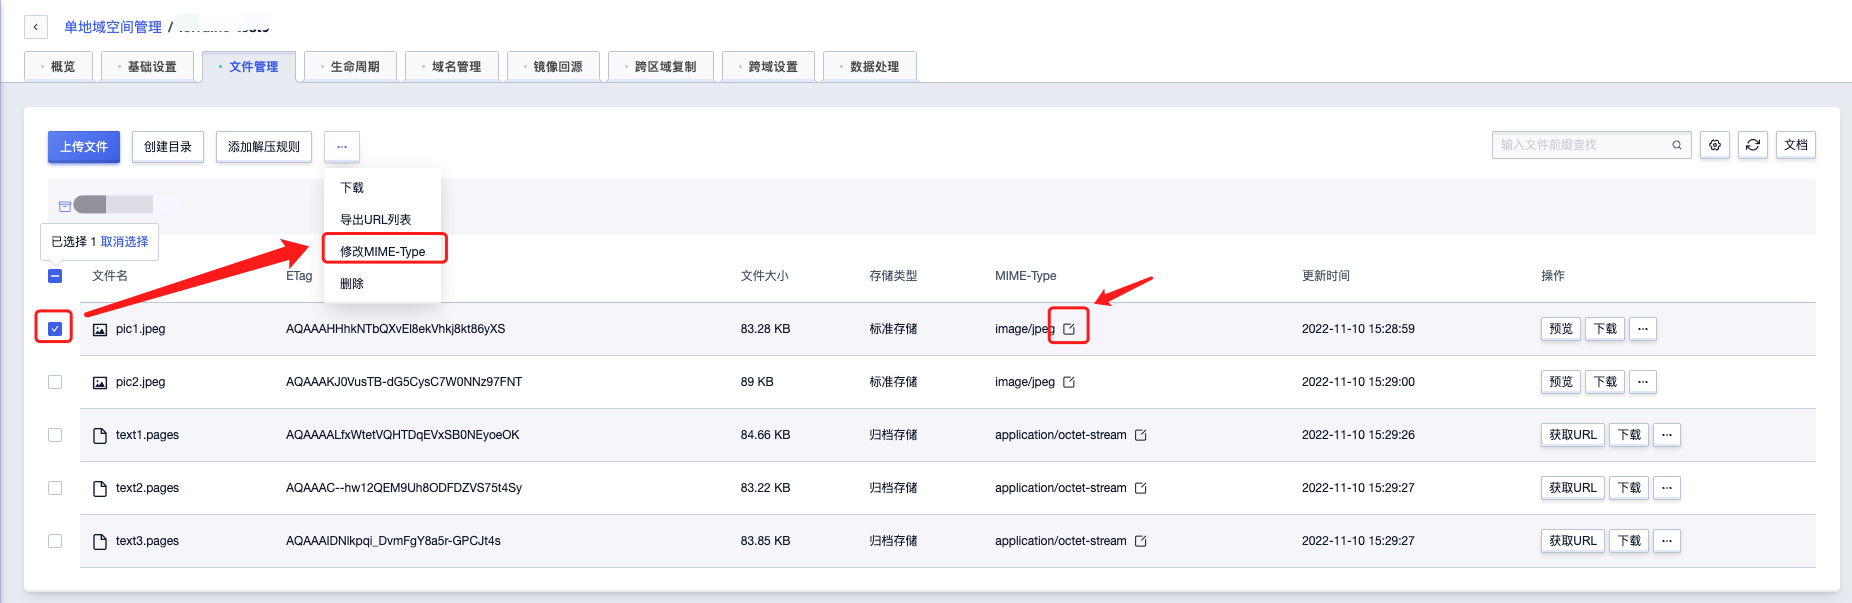 单地域空间管理 /
概览 基础设置 文件管理 生命周期 域名管理 镜像回源 跨区域复制 跨域设置 数据处理
上传文件 创建目录 添加解压规则 ... 输入文件前缀查找 文档
下载
导出URL列表
已选择 1 取消选择
修改MIME-Type
文件名 ETag 文件大小 存储类型 MIME-Type 更新时间 操作
删除
pic1.jpeg AQAAAHHhkNTbQXvEl8ekVhkj8kt86yXS 83.28 KB 标准存储 image/jpeg 2022-11-10 15:28:59 预览 下载 ...
pic2.jpeg AQAAAKJ0VusTB-dG5CysC7W0NNz97FNT 89 KB 标准存储 image/jpeg 2022-11-10 15:29:00 预览 下载 ...
text1.pages AQAAAALfxWtetVQHTDqEVxSB0NEyoeOK 84.66 KB 归档存储 application/octet-stream 2022-11-10 15:29:26 获取URL 下载 ...
text2.pages AQAAAC--hw12QEM9Uh8ODFDZVS75t4Sy 83.22 KB 归档存储 application/octet-stream 2022-11-10 15:29:27 获取URL 下载 ...
text3.pages AQAAAIDNlkpqi_DvmFgY8a5r-GPCJt4s 83.85 KB 归档存储 application/octet-stream 2022-11-10 15:29:27 获取URL 下载 ...